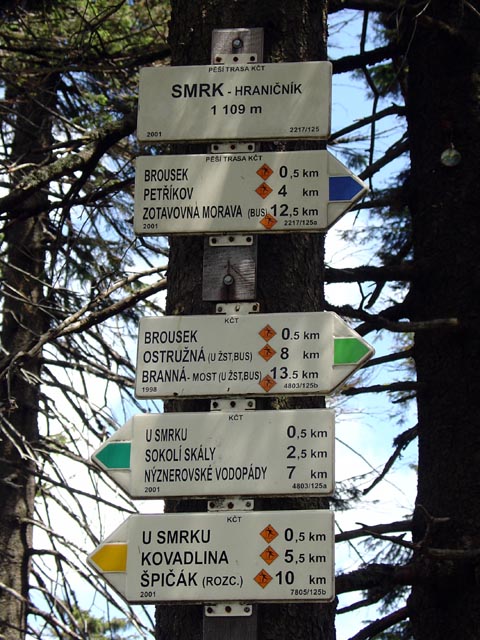 PĚŠÍ TRASA KČT
SMRK - HRANIČNÍK
1 109 m
2001 2217/125
PĚŠÍ TRASA KČT
BROUSEK 0,5 km
PETŘÍKOV 4 km
ZOTAVOVNA MORAVA (BUS) 12,5 km
2001 2217/125a
KČT
BROUSEK 0.5 km
OSTRUŽNÁ (U ŽST,BUS) 8 km
BRANNÁ - MOST (U ŽST,BUS) 13.5 km
1998 4803/125b
KČT
U SMRKU 0,5 km
SOKOLÍ SKÁLY 2,5 km
NÝZNEROVSKÉ VODOPÁDY 7 km
2001 4803/125a
KČT
U SMRKU 0,5 km
KOVADLINA 5,5 km
ŠPIČÁK (ROZC.) 10 km
2001 7805/125b